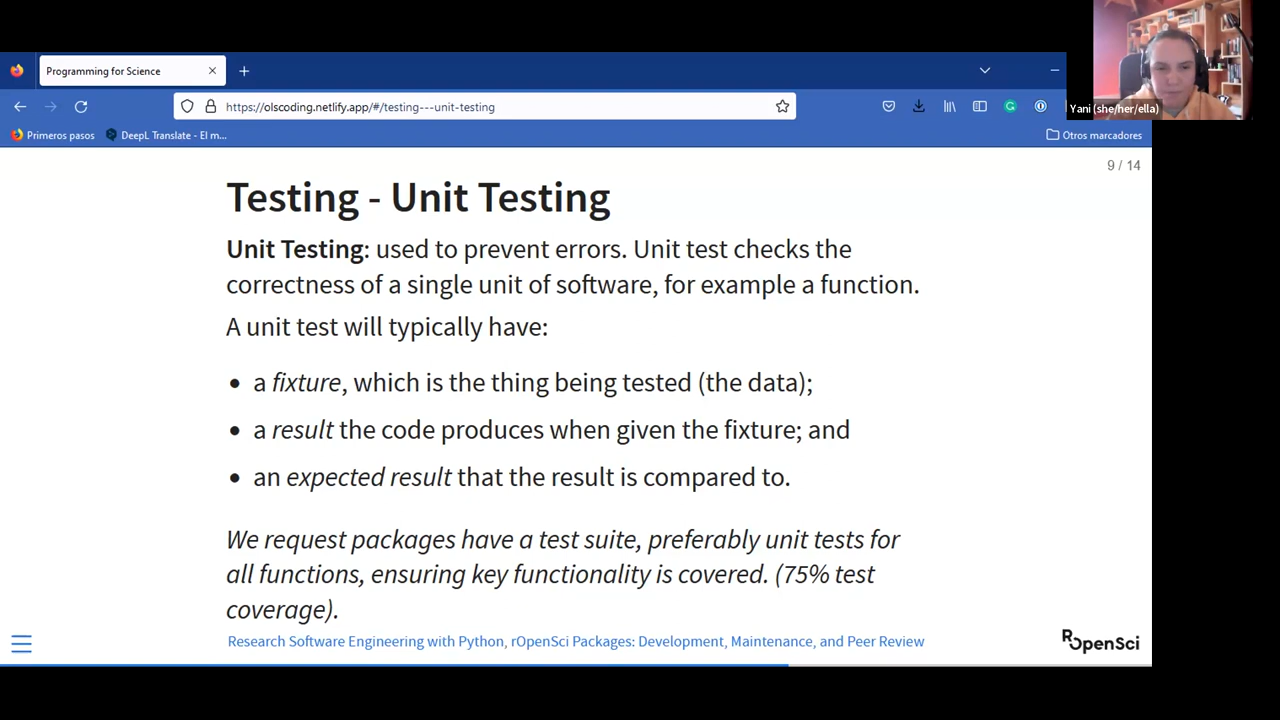 Programming for Science
https://olscoding.netlify.app/#/testing---unit-testing
Yani (she/her/ella)
Primeros pasos
DeepL Translate - El m...
Otros marcadores
9 / 14
Testing - Unit Testing
Unit Testing: used to prevent errors. Unit test checks the
correctness of a single unit of software, for example a function.
A unit test will typically have:
• a fixture, which is the thing being tested (the data);
• a result the code produces when given the fixture; and
• an expected result that the result is compared to.
We request packages have a test suite, preferably unit tests for
all functions, ensuring key functionality is covered. (75% test
coverage).
Research Software Engineering with Python, rOpenSci Packages: Development, Maintenance, and Peer Review
ROpenSci